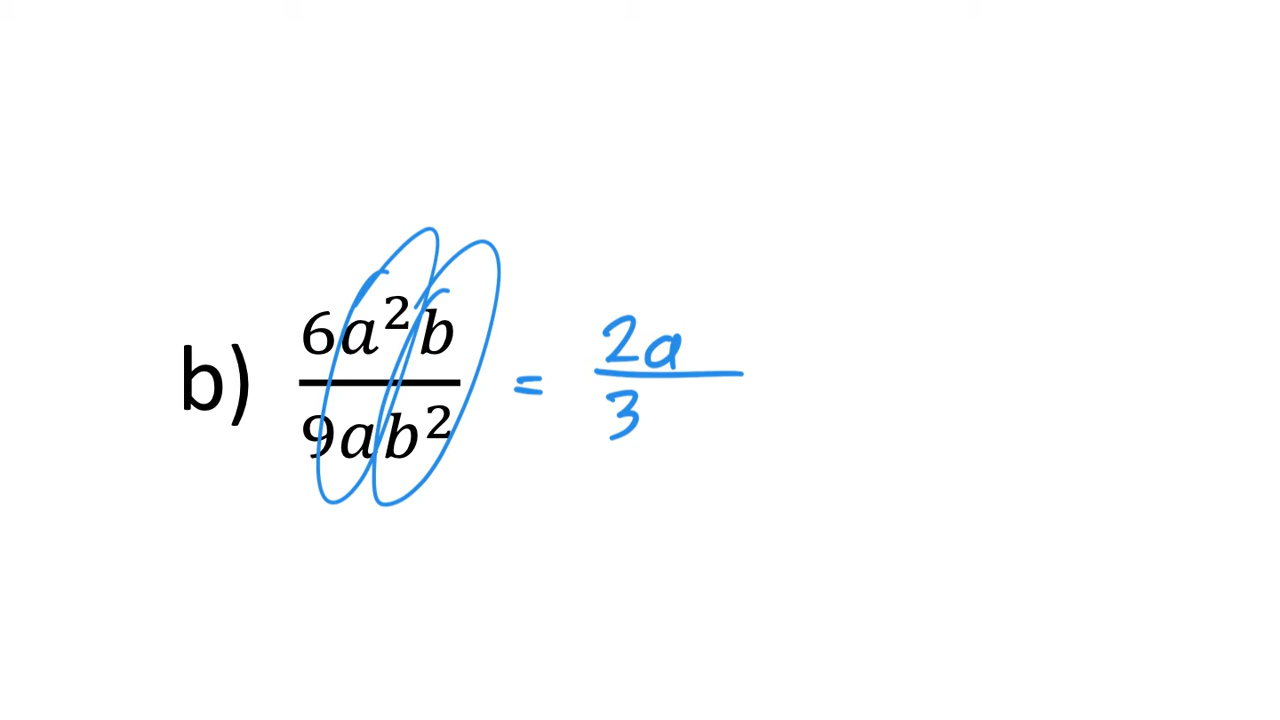 b) 6a²b / 9ab² = 2a / 3